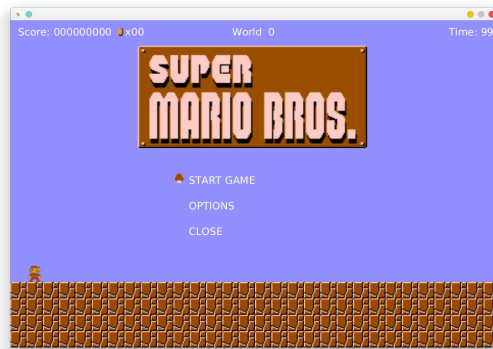 Score: 000000000 x00 World 0 Time: 99
SUPER
MARIO BROS.
START GAME
OPTIONS
CLOSE